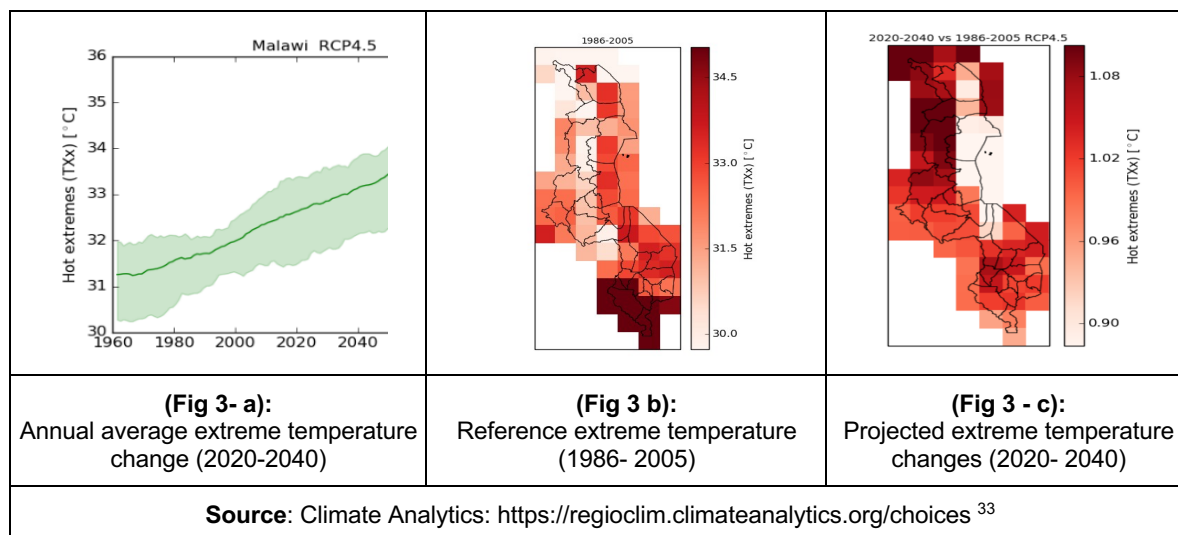 Malawi RCP4.5
36
35
34
33
32
31
30
Hot extremes (TXx) [°C]
1960 1980 2000 2020 2040
1986-2005
34.5
33.0
31.5
30.0
Hot extremes (TXx) [°C]
2020-2040 vs 1986-2005 RCP4.5
1.08
1.02
0.96
0.90
Hot extremes (TXx) [°C]
(Fig 3- a):
Annual average extreme temperature
change (2020-2040)
(Fig 3 b):
Reference extreme temperature
(1986- 2005)
(Fig 3 - c):
Projected extreme temperature
changes (2020- 2040)
Source: Climate Analytics: https://regioclim.climateanalytics.org/choices 33